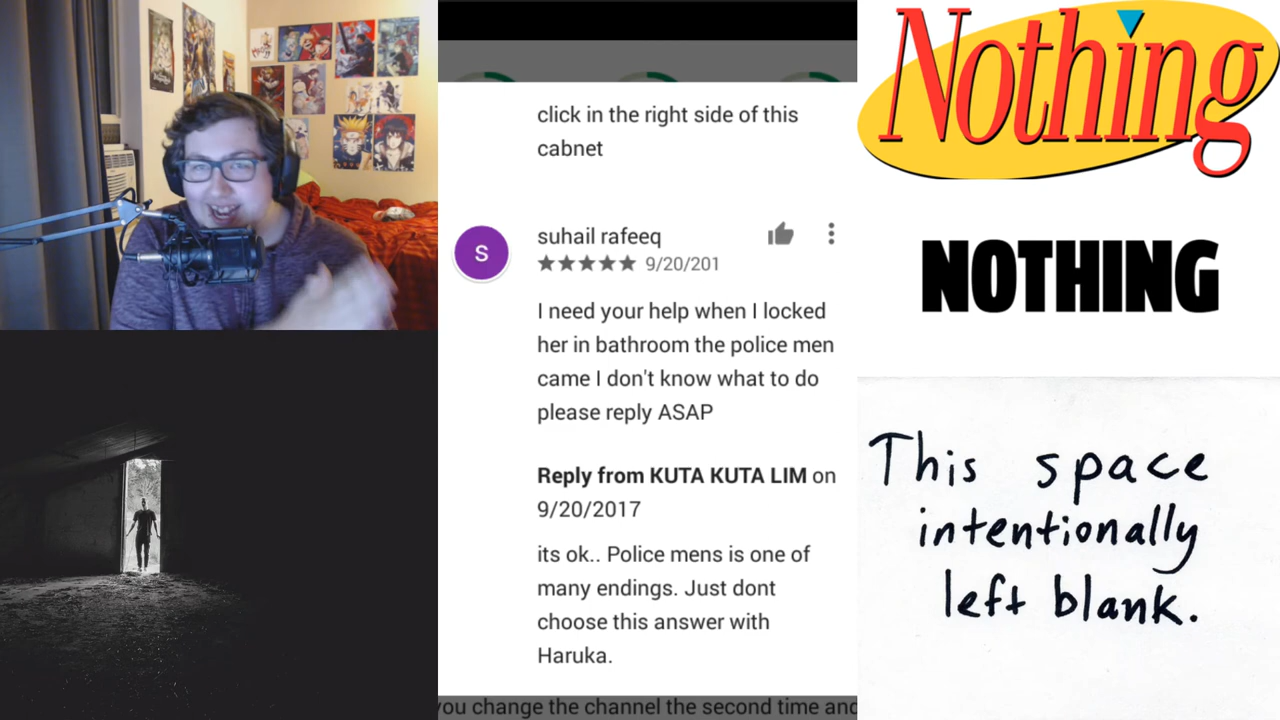 click in the right side of this
cabnet
S
suhail rafeeq
9/20/201
I need your help when I locked
her in bathroom the police men
came I don't know what to do
please reply ASAP
Reply from KUTA KUTA LIM on
9/20/2017
its ok.. Police mens is one of
many endings. Just dont
choose this answer with
Haruka.
you change the channel the second time and
Nothing
NOTHING
This space
intentionally
left blank.